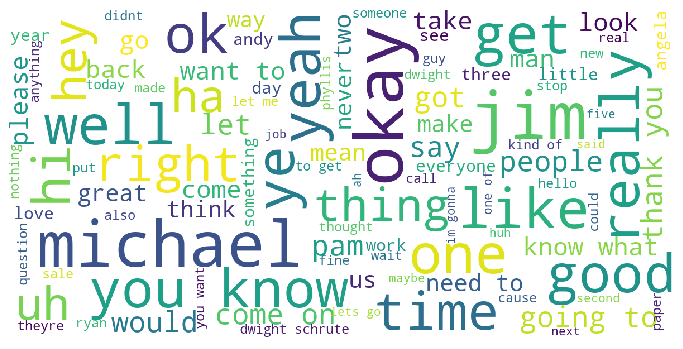 didnt
someone
year
way
andy
ok
take
look
go
see
real
angela
anything
hey
please
back
want to
yeah
never
two
okay
get
man
guy
new
today
made
day
let me
phyllis
dwight
three
little
stop
five
said
well
ha
got
jim
really
thank you
hi
let
ye
make
right
mean
say
people
job
to get
everyone
kind of
nothing
put
come
something
ah
call
hello
great
think
thing
like
one of
could
love
also
thought
im gonna
huh
question
michael
pam
work
one
know what
good
sale
fine
wait
us
need to
cause
second
uh
you know
you want
come on
maybe
time
going to
paper
theyre
ryan
would
dwight schrute
lets go
next